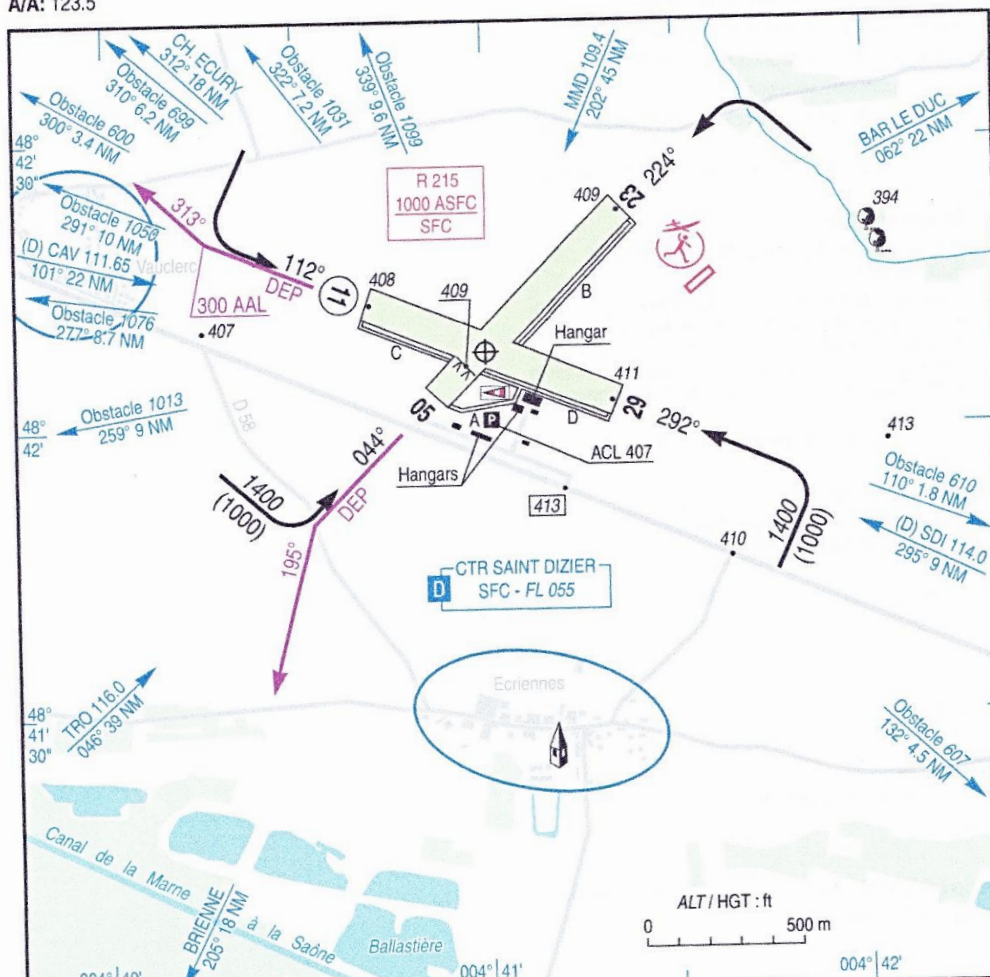 A/A: 123.5
CH. ECURY
312° 18 NM
Obstacle 699
310° 6.2 NM
Obstacle 600
300° 3.4 NM
Obstacle 1031
322° 7.2 NM
Obstacle 1099
339° 9.6 NM
MMD 109.4
202° 45 NM
BAR LE DUC
062° 22 NM
48°
42'
30"
R 215
1000 ASFC
SFC
409
23
224°
394
313°
Obstacle 1056
291° 10 NM
(D) CAV 111.65
101° 22 NM
Vauclerc
Obstacle 1076
277° 8.7 NM
300 AAL
407
112°
DEP
11
408
409
B
Hangar
C
411
29
292°
05
A
P
D
ACL 407
Hangars
413
D 58
Obstacle 1013
259° 9 NM
48°
42'
044°
DEP
1400
(1000)
195°
413
Obstacle 610
110° 1.8 NM
(D) SDI 114.0
295° 9 NM
1400
(1000)
410
D
CTR SAINT DIZIER
SFC - FL 055
Ecriennes
TRO 116.0
046° 39 NM
48°
41'
30"
Obstacle 607
132° 4.5 NM
Canal de la Marne
à la Saône
Ballastière
BRIENNE
205° 18 NM
ALT / HGT : ft
0 500 m
004° 40'
004° 41'
004° 42'